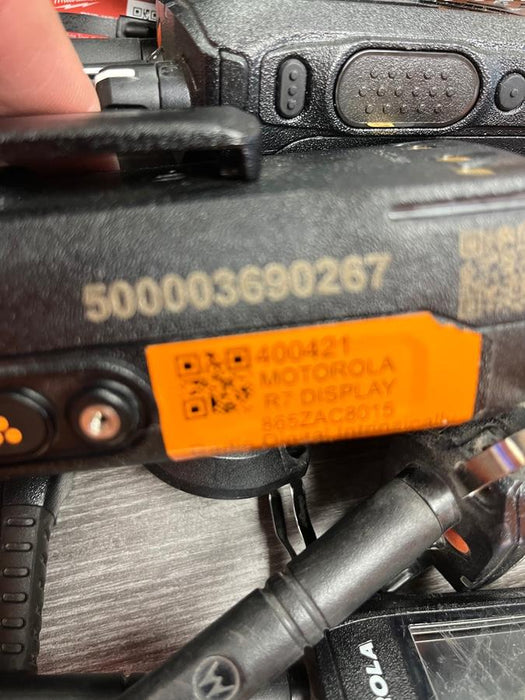 500003690267
400421
MOTOROLA
R7 DISPLAY
865ZAC8015
OLA